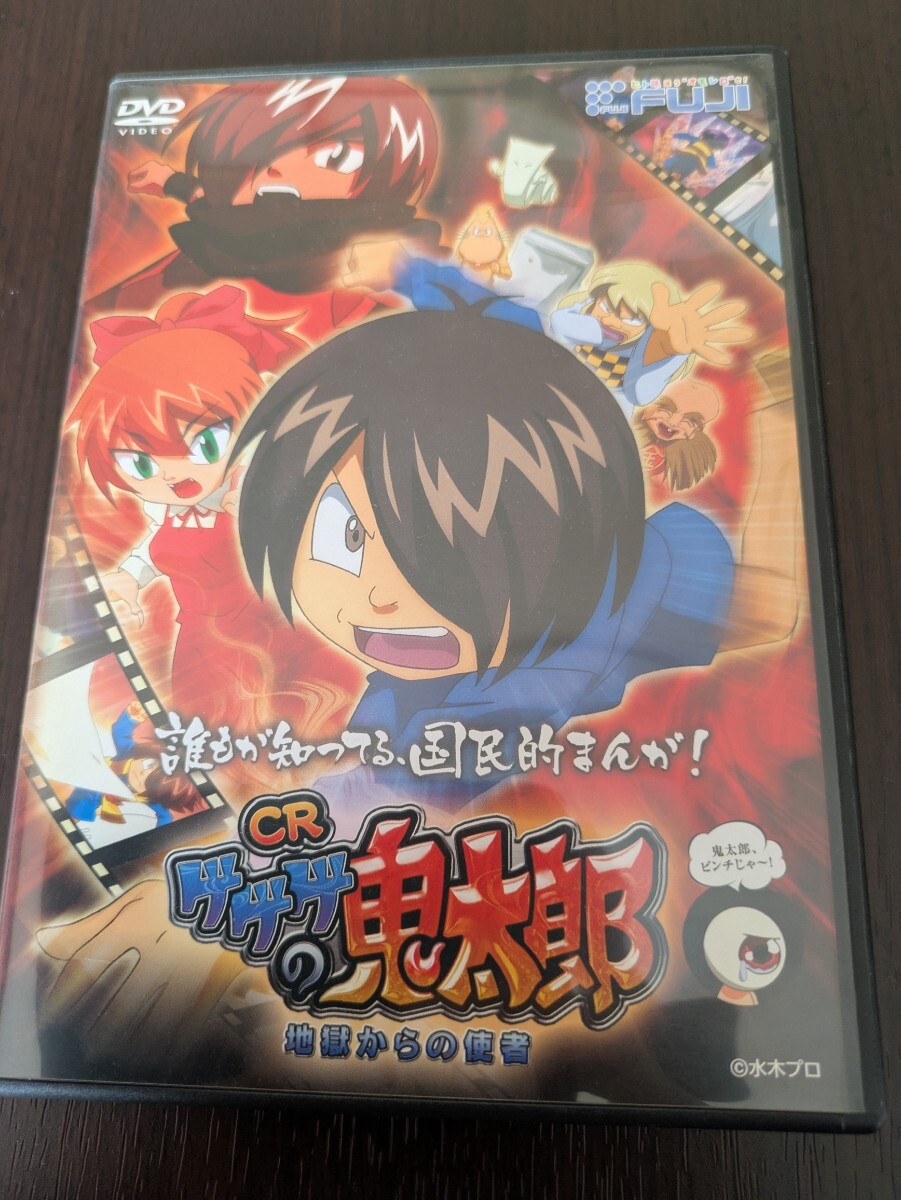 DVD
VIDEO
FUJI
FUJI
誰もが知ってる、国民的まんが!
CR
ゲゲゲの鬼太郎
地獄からの使者
鬼太郎、
ピンチじゃ〜!
©水木プロ